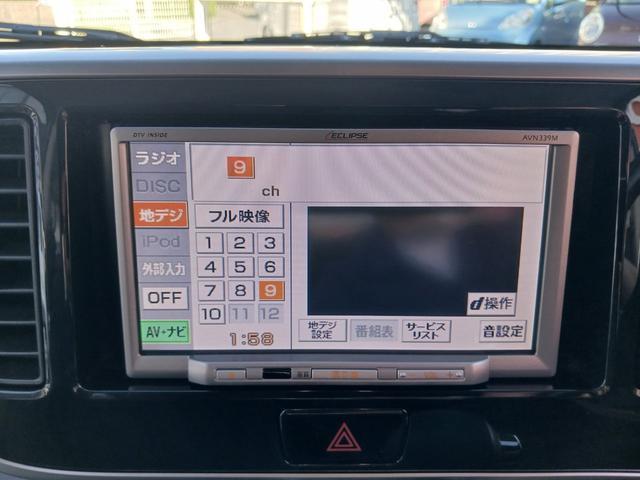 DTV INSIDE
ECLIPSE
AVN339M
ラジオ
9
ch
DISC
地デジ
フル映像
iPod
1 2 3
外部入力
4 5 6
OFF
7 8 9
d操作
10 11 12
AV+ナビ
1:58
地デジ
設定
番組表
サービス
リスト
音設定